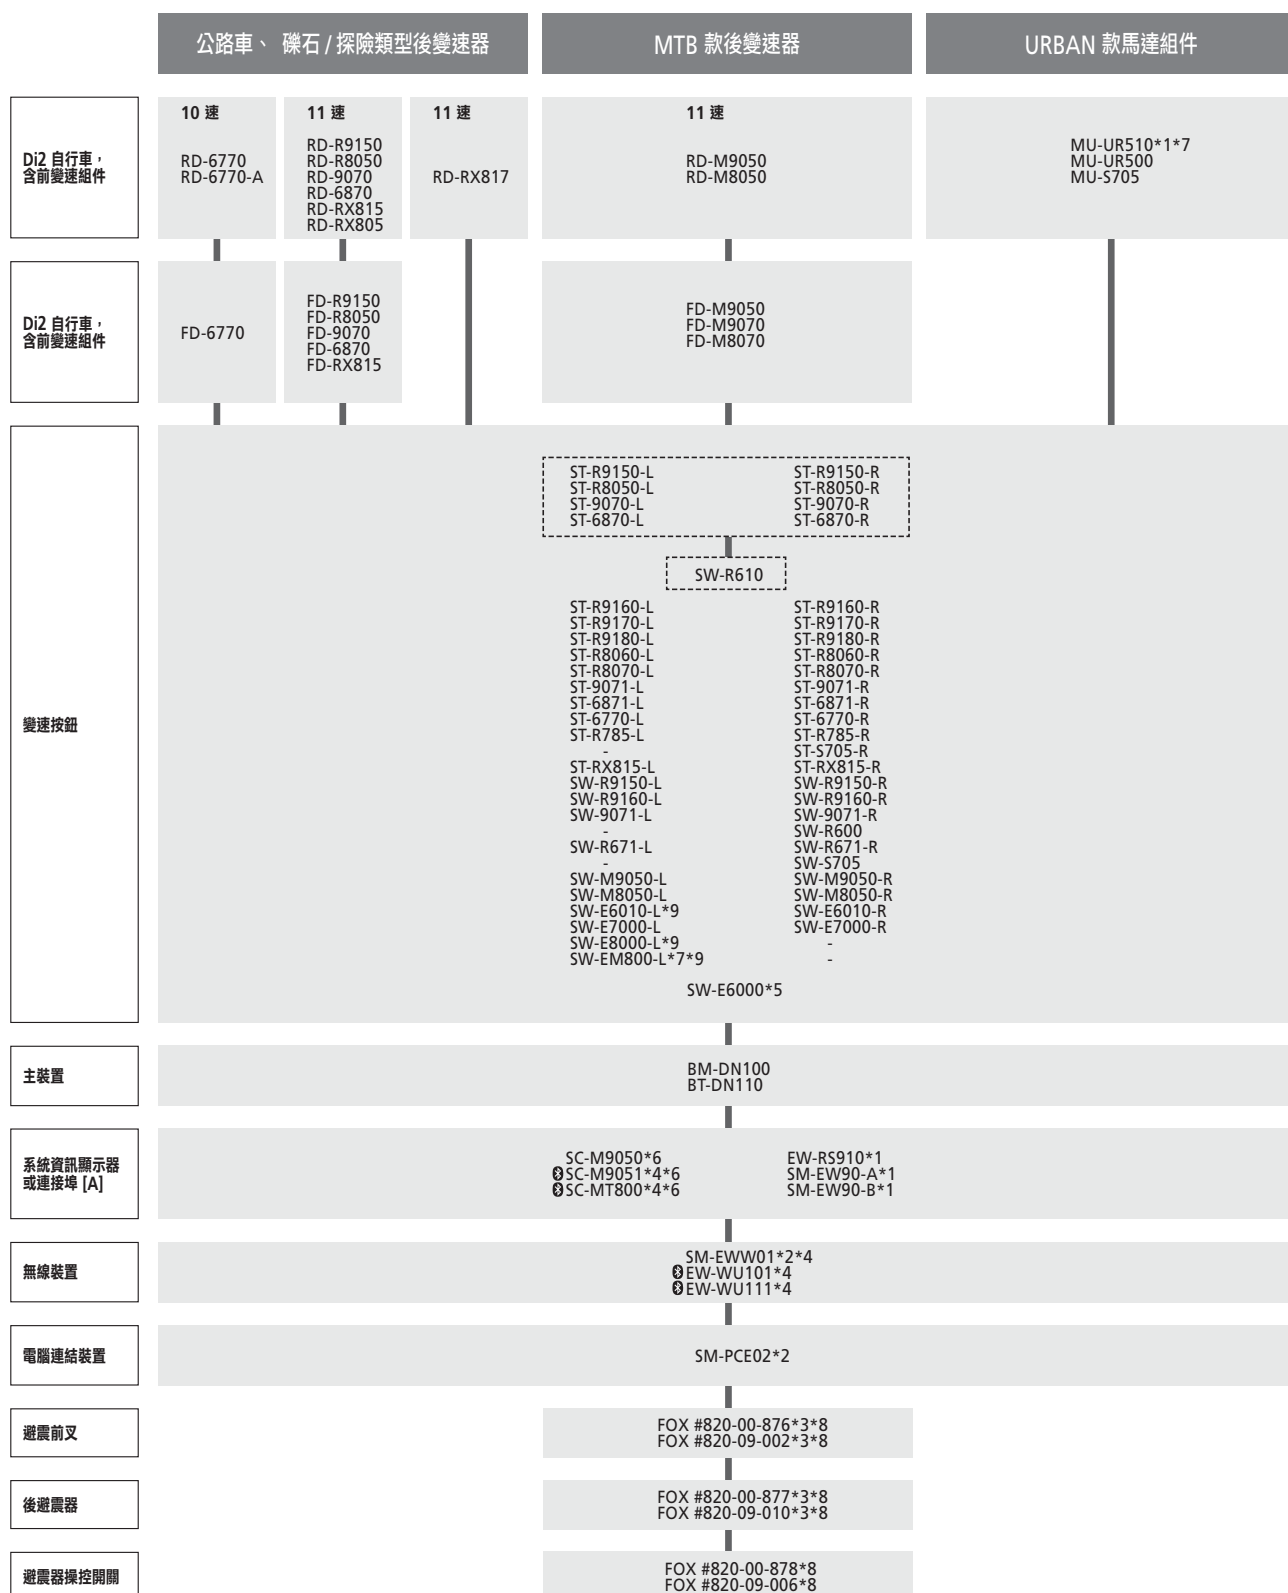 公路車、 礫石 / 探險類型後變速器
MTB 款後變速器
URBAN 款馬達組件
Di2 自行車，
含前變速組件
10 速
RD-6770
RD-6770-A
11 速
RD-R9150
RD-R8050
RD-9070
RD-6870
RD-RX815
RD-RX805
11 速
RD-RX817
11 速
RD-M9050
RD-M8050
MU-UR510*1*7
MU-UR500
MU-S705
Di2 自行車，
含前變速組件
FD-6770
FD-R9150
FD-R8050
FD-9070
FD-6870
FD-RX815
FD-M9050
FD-M9070
FD-M8070
變速按鈕
ST-R9150-L ST-R9150-R
ST-R8050-L ST-R8050-R
ST-9070-L ST-9070-R
ST-6870-L ST-6870-R
SW-R610
ST-R9160-L ST-R9160-R
ST-R9170-L ST-R9170-R
ST-R9180-L ST-R9180-R
ST-R8060-L ST-R8060-R
ST-R8070-L ST-R8070-R
ST-9071-L ST-9071-R
ST-6871-L ST-6871-R
ST-6770-L ST-6770-R
ST-R785-L ST-R785-R
- ST-S705-R
ST-RX815-L ST-RX815-R
SW-R9150-L SW-R9150-R
SW-R9160-L SW-R9160-R
SW-9071-L SW-9071-R
- SW-R600
SW-R671-L SW-R671-R
- SW-S705
SW-M9050-L SW-M9050-R
SW-M8050-L SW-M8050-R
SW-E6010-L*9 SW-E6010-R
SW-E7000-L SW-E7000-R
SW-E8000-L*9 -
SW-EM800-L*7*9 -
SW-E6000*5
主裝置
BM-DN100
BT-DN110
系統資訊顯示器
或連接埠 [A]
SC-M9050*6 EW-RS910*1
SC-M9051*4*6 SM-EW90-A*1
SC-MT800*4*6 SM-EW90-B*1
無線裝置
SM-EWW01*2*4
EW-WU101*4
EW-WU111*4
電腦連結裝置
SM-PCE02*2
避震前叉
FOX #820-00-876*3*8
FOX #820-09-002*3*8
後避震器
FOX #820-00-877*3*8
FOX #820-09-010*3*8
避震器操控開關
FOX #820-00-878*8
FOX #820-09-006*8